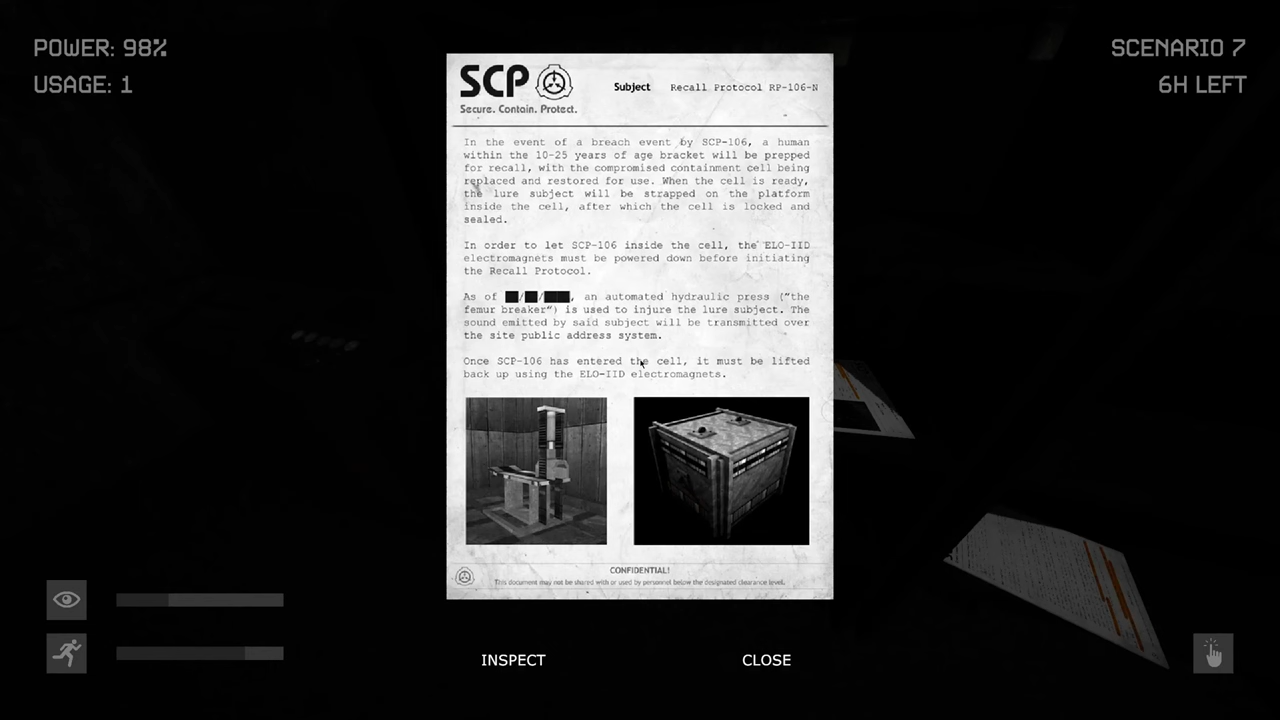 POWER: 98%
SCENARIO 7
USAGE: 1
6H LEFT
SCP
Secure. Contain. Protect.
Subject Recall Protocol RP-106-N
In the event of a breach event by SCP-106, a human
within the 10-25 years of age bracket will be prepped
for recall, with the compromised containment cell being
replaced and restored for use. When the cell is ready,
the lure subject will be strapped on the platform
inside the cell, after which the cell is locked and
sealed.
In order to let SCP-106 inside the cell, the ELO-IID
electromagnets must be powered down before initiating
the Recall Protocol.
As of ██/██/████, an automated hydraulic press ("the
femur breaker") is used to injure the lure subject. The
sound emitted by said subject will be transmitted over
the site public address system.
Once SCP-106 has entered the cell, it must be lifted
back up using the ELO-IID electromagnets.
CONFIDENTIAL!
This document may not be shared with or used by personnel below the designated clearance level.
INSPECT
CLOSE